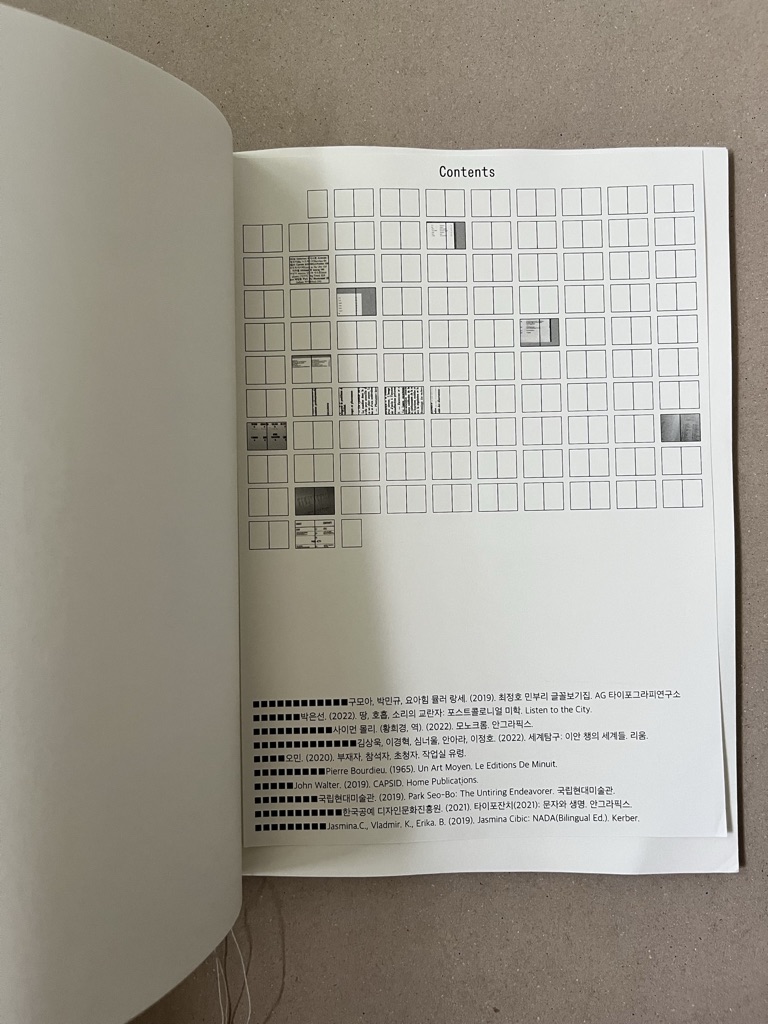 Contents
■■■■■■■■■■■■구모아, 박민규, 요아힘 뮐러 랑세. (2019). 최정호 민부리 글꼴보기집. AG 타이포그라피연구소
■■■■■■박은선. (2022). 땅, 호흡, 소리의 교란자: 포스트콜로니얼 미학. Listen to the City.
■■■■■■■■■■사이먼 몰리. (황희경, 역). (2022). 모노크롬. 안그라픽스.
■■■■■■■■■■■■■김상욱, 이경혁, 심너울, 안아라, 이정호. (2022). 세계탐구: 이안 쳉의 세계들. 리움.
■■■■오민. (2020). 부재자, 참석자, 초청자. 작업실 유령.
■■■■■■■■■Pierre Bourdieu. (1965). Un Art Moyen. Le Editions De Minuit.
■■■■■John Walter. (2019). CAPSID. Home Publications.
■■■■■■■■국립현대미술관. (2019). Park Seo-Bo: The Untiring Endeavorer. 국립현대미술관.
■■■■■■■■■■■한국공예 디자인문화진흥원. (2021). 타이포잔치(2021): 문자와 생명. 안그라픽스.
■■■■■■■■■Jasmina.C., Vladmir. K., Erika. B. (2019). Jasmina Cibic: NADA(Bilingual Ed.). Kerber.